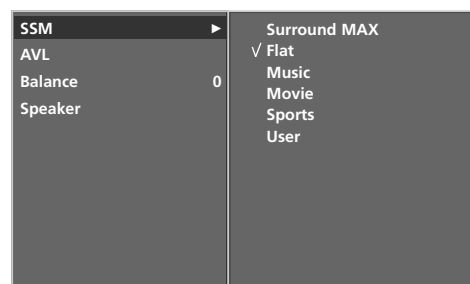 SSM ►
AVL
Balance 0
Speaker
Surround MAX
√ Flat
Music
Movie
Sports
User